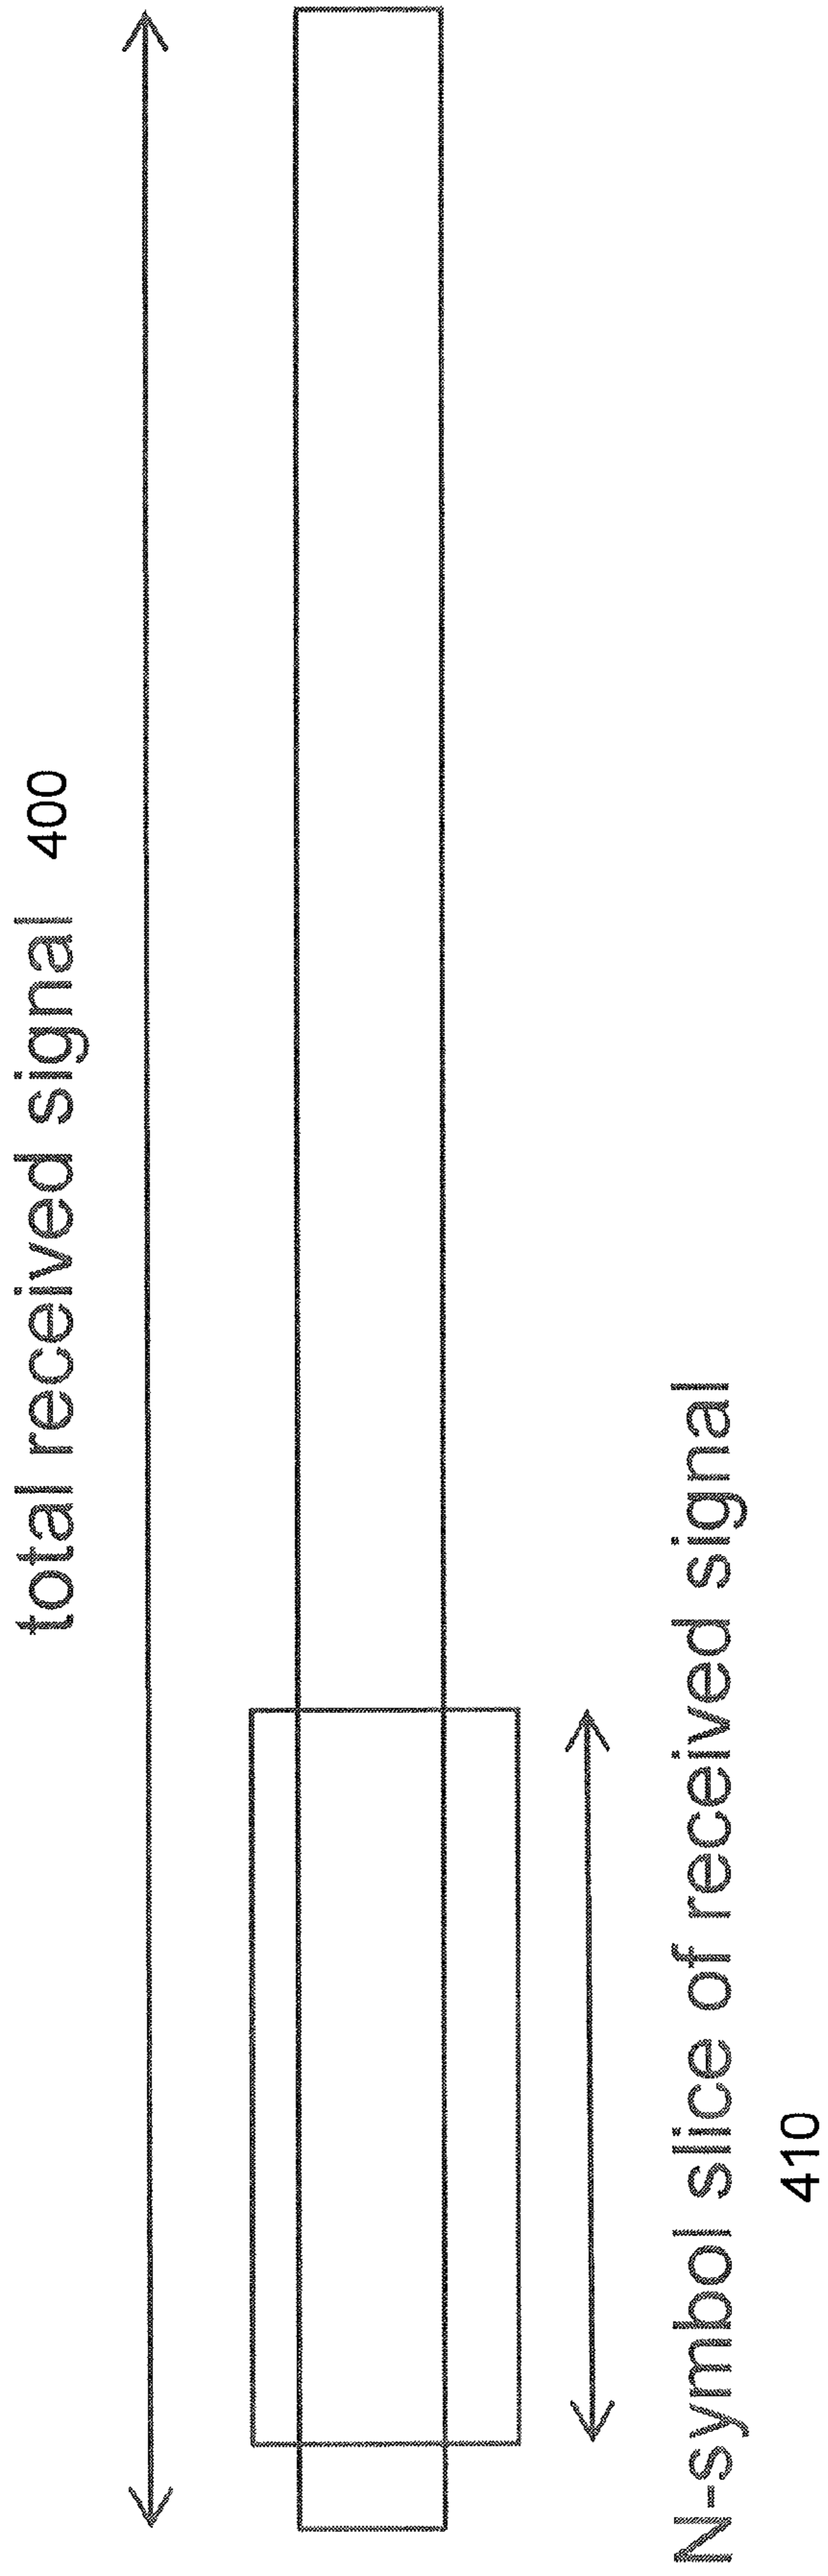 total received signal 400
N-symbol slice of received signal
410